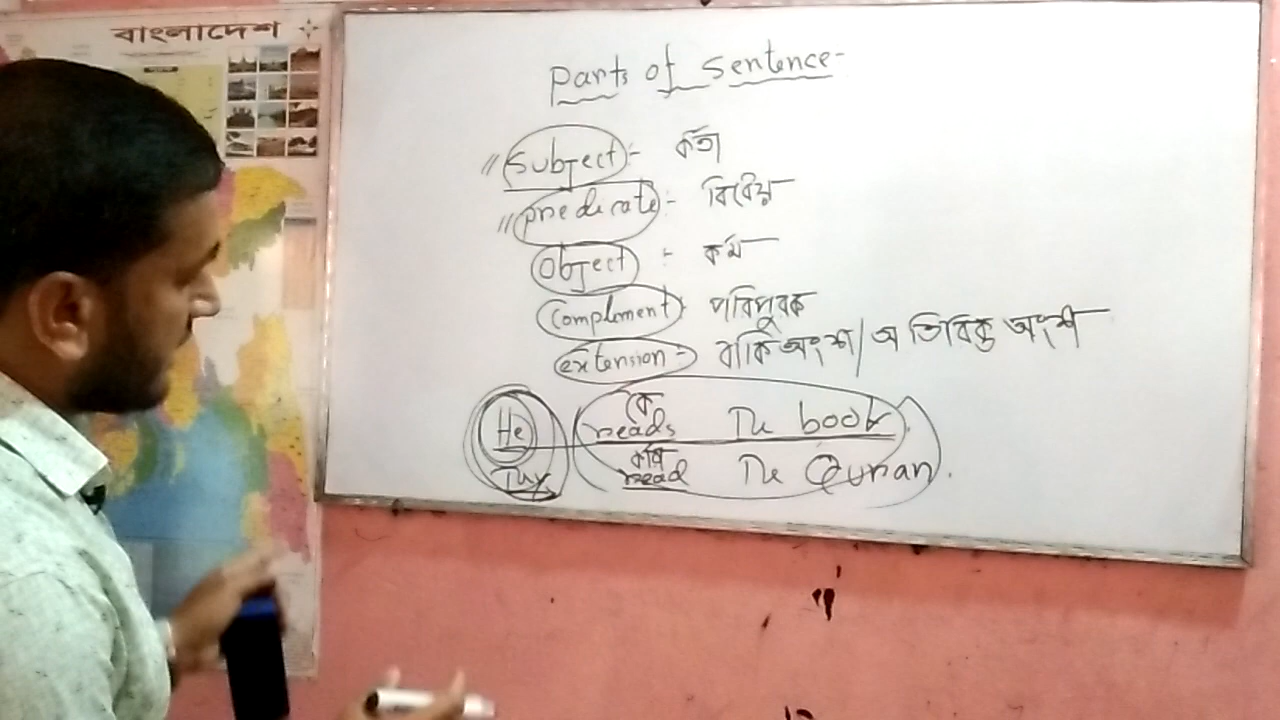 বাংলাদেশ
Parts of Sentence-
Subject:- কর্তা
predicate:- বিধেয়
Object :- কর্ম
Complement: পরিপূরক
extension- বাকি অংশ/অতিরিক্ত অংশ
কে
He reads The book.
They read The Qurian.